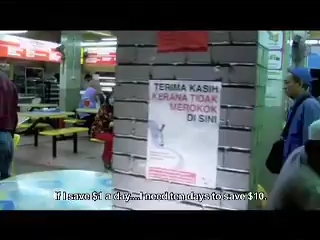 TERIMA KASIH
KERANA TIDAK
MEROKOK
DI SINI
If I save $1 a day....I need ten days to save $10.